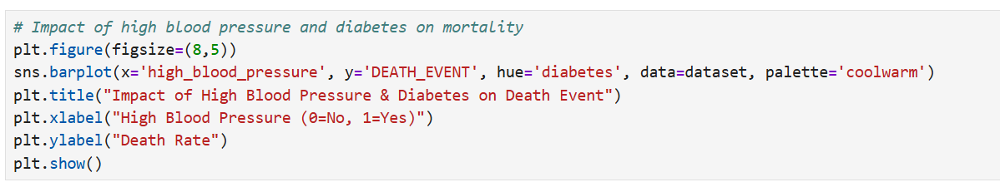 # Impact of high blood pressure and diabetes on mortality
plt.figure(figsize=(8,5))
sns.barplot(x='high_blood_pressure', y='DEATH_EVENT', hue='diabetes', data=dataset, palette='coolwarm')
plt.title("Impact of High Blood Pressure & Diabetes on Death Event")
plt.xlabel("High Blood Pressure (0=No, 1=Yes)")
plt.ylabel("Death Rate")
plt.show()